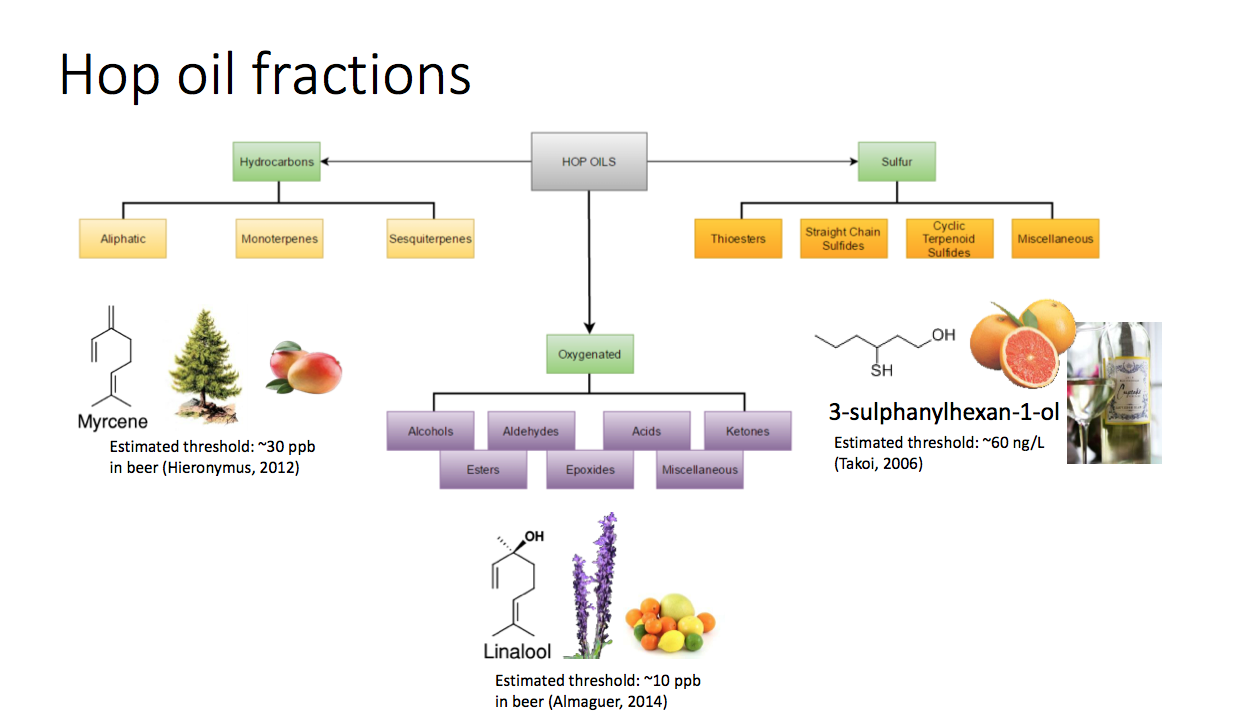 Hop oil fractions
HOP OILS
Hydrocarbons
Sulfur
Aliphatic
Monoterpenes
Sesquiterpenes
Thioesters
Straight Chain
Sulfides
Cyclic
Terpenoid
Sulfides
Miscellaneous
Myrcene
Estimated threshold: ~30 ppb
in beer (Hieronymus, 2012)
Oxygenated
Alcohols
Aldehydes
Acids
Ketones
Esters
Epoxides
Miscellaneous
OH
SH
3-sulphanylhexan-1-ol
Estimated threshold: ~60 ng/L
(Takoi, 2006)
OH
Linalool
Estimated threshold: ~10 ppb
in beer (Almaguer, 2014)